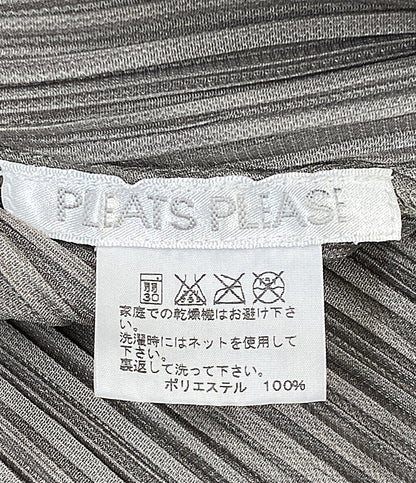 PLEATS PLEASE
弱
30
家庭での乾燥機はお避け下さ
い。
洗濯時にはネットを使用して
下さい。
裏返しで洗って下さい。
ポリエステル 100%